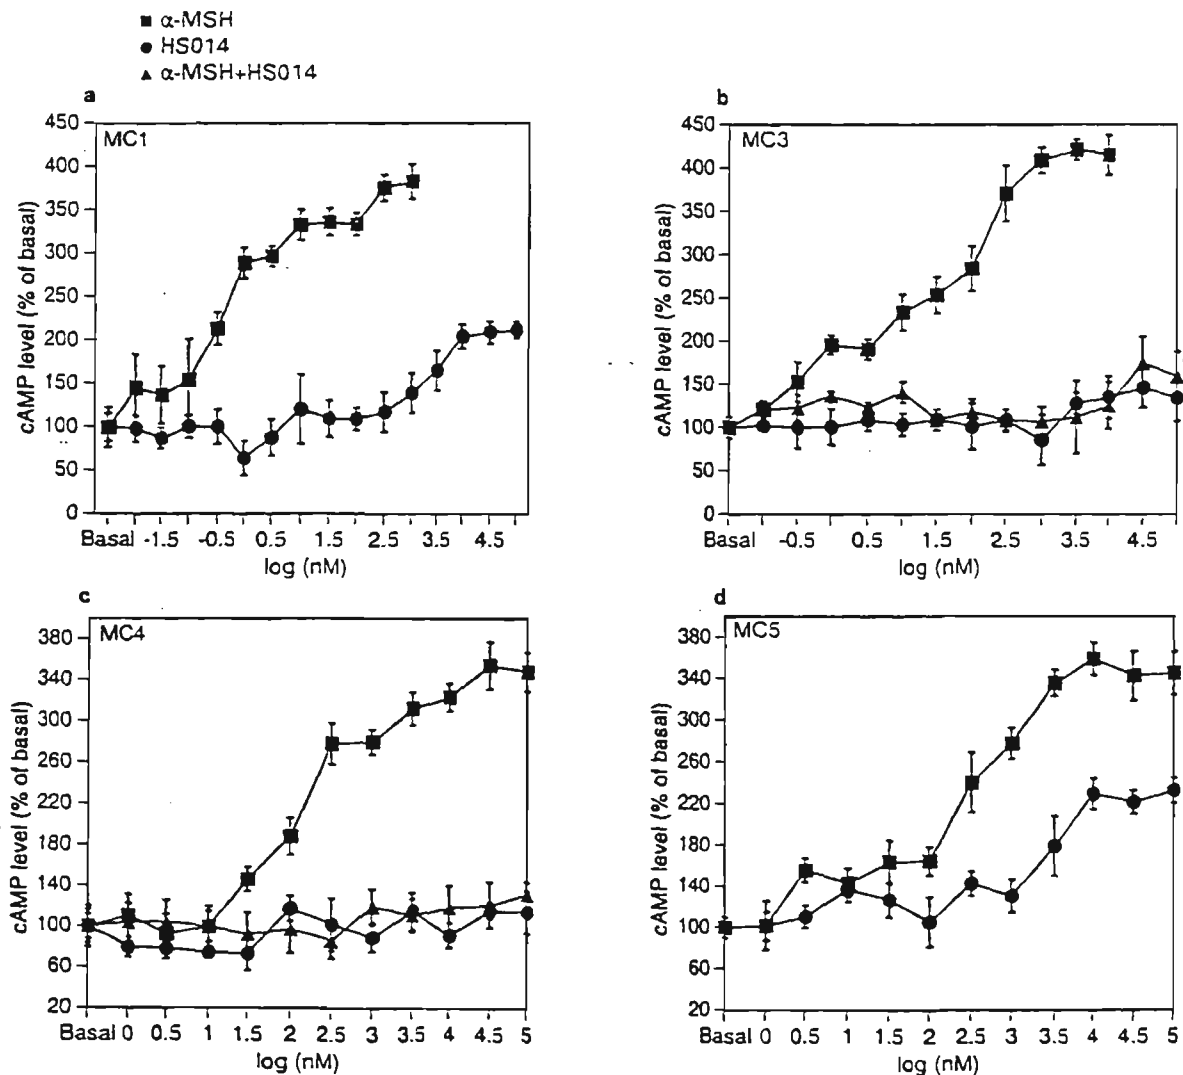 α-MSH
HS014
α-MSH+HS014
a
MC1
cAMP level (% of basal)
450
400
350
300
250
200
150
100
50
0
Basal -1.5 -0.5 0.5 1.5 2.5 3.5 4.5
log (nM)
b
MC3
cAMP level (% of basal)
450
400
350
300
250
200
150
100
50
0
Basal -0.5 0.5 1.5 2.5 3.5 4.5
log (nM)
c
MC4
cAMP level (% of basal)
380
340
300
260
220
180
140
100
60
20
Basal 0 0.5 1 1.5 2 2.5 3 3.5 4 4.5 5
log (nM)
d
MC5
cAMP level (% of basal)
380
340
300
260
220
180
140
100
60
20
Basal 0 0.5 1 1.5 2 2.5 3 3.5 4 4.5 5
log (nM)